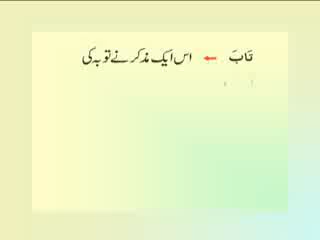 تَابَ ← اس ایک مذکر نے توبہ کی